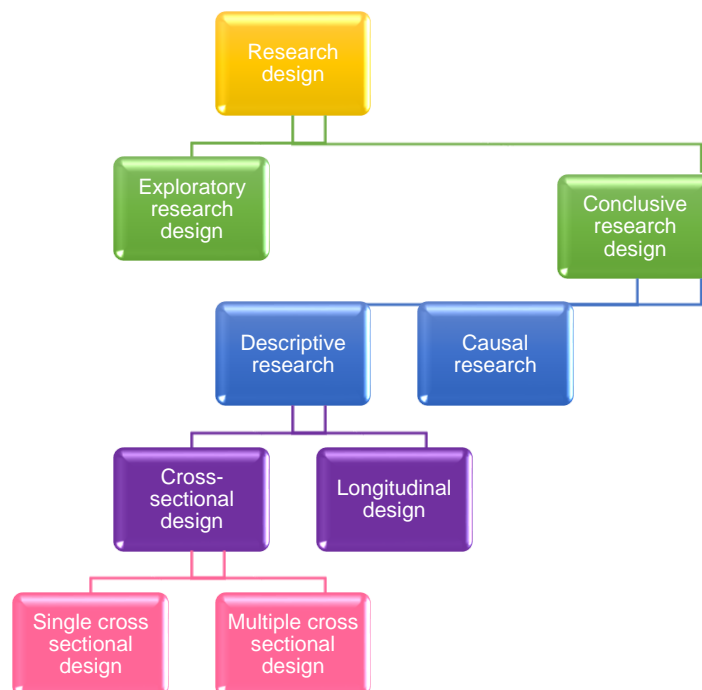 Research
design
Exploratory
research
design
Conclusive
research
design
Descriptive
research
Causal
research
Cross-
sectional
design
Longitudinal
design
Single cross
sectional
design
Multiple cross
sectional
design